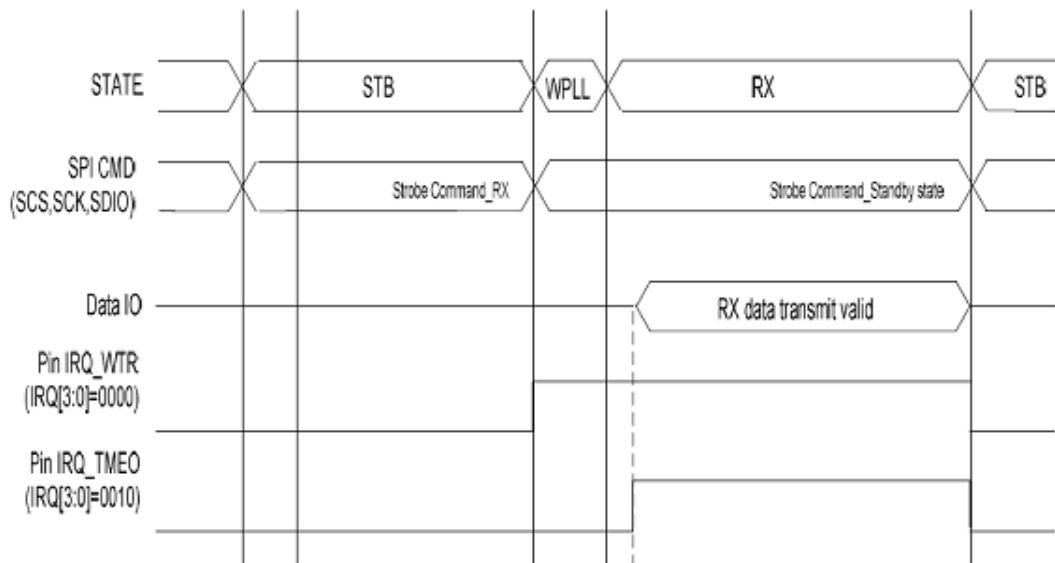 STATE
STB
WPLL
RX
STB
SPI CMD
(SCS,SCK,SDIO)
Strobe Command_RX
Strobe Command_Standby state
Data IO
RX data transmit valid
Pin IRQ_WTR
(IRQ[3:0]=0000)
Pin IRQ_TMEO
(IRQ[3:0]=0010)